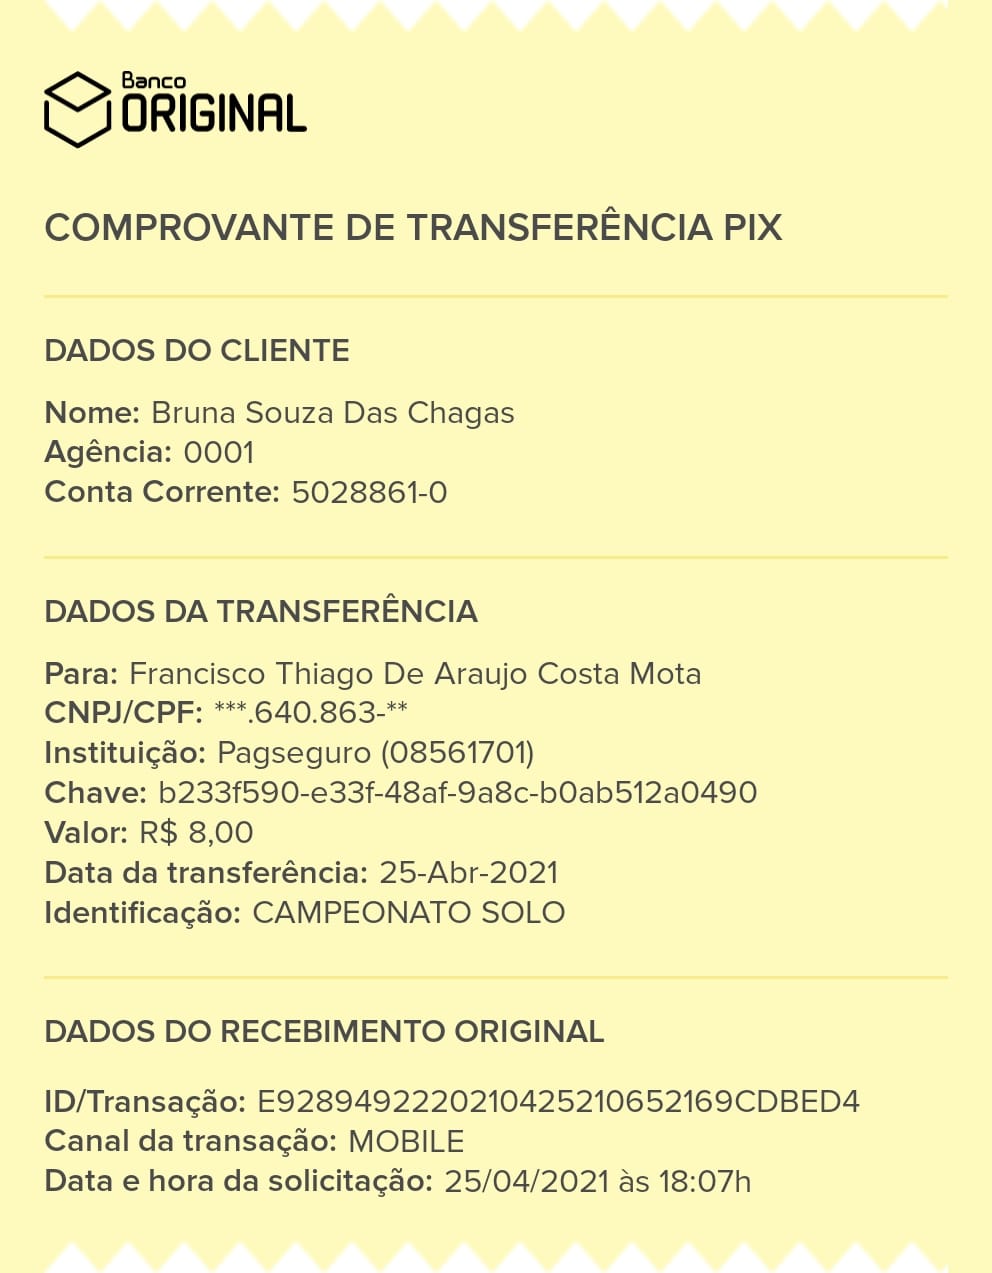 Banco
ORIGINAL
COMPROVANTE DE TRANSFERÊNCIA PIX
DADOS DO CLIENTE
Nome: Bruna Souza Das Chagas
Agência: 0001
Conta Corrente: 5028861-0
DADOS DA TRANSFERÊNCIA
Para: Francisco Thiago De Araujo Costa Mota
CNPJ/CPF: ***.640.863-**
Instituição: Pagseguro (08561701)
Chave: b233f590-e33f-48af-9a8c-b0ab512a0490
Valor: R$ 8,00
Data da transferência: 25-Abr-2021
Identificação: CAMPEONATO SOLO
DADOS DO RECEBIMENTO ORIGINAL
ID/Transação: E9289492220210425210652169CDBED4
Canal da transação: MOBILE
Data e hora da solicitação: 25/04/2021 às 18:07h